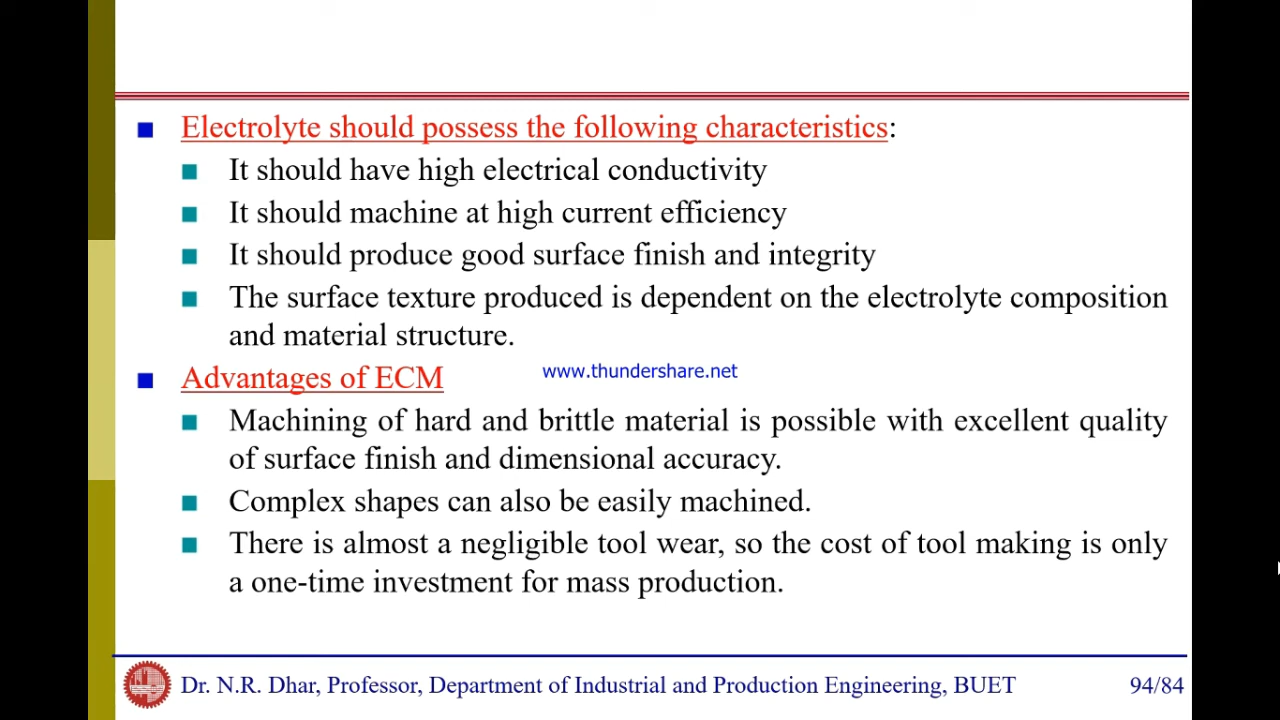 Electrolyte should possess the following characteristics:
It should have high electrical conductivity
It should machine at high current efficiency
It should produce good surface finish and integrity
The surface texture produced is dependent on the electrolyte composition
and material structure.
Advantages of ECM
www.thundershare.net
Machining of hard and brittle material is possible with excellent quality
of surface finish and dimensional accuracy.
Complex shapes can also be easily machined.
There is almost a negligible tool wear, so the cost of tool making is only
a one-time investment for mass production.
Dr. N.R. Dhar, Professor, Department of Industrial and Production Engineering, BUET 94/84